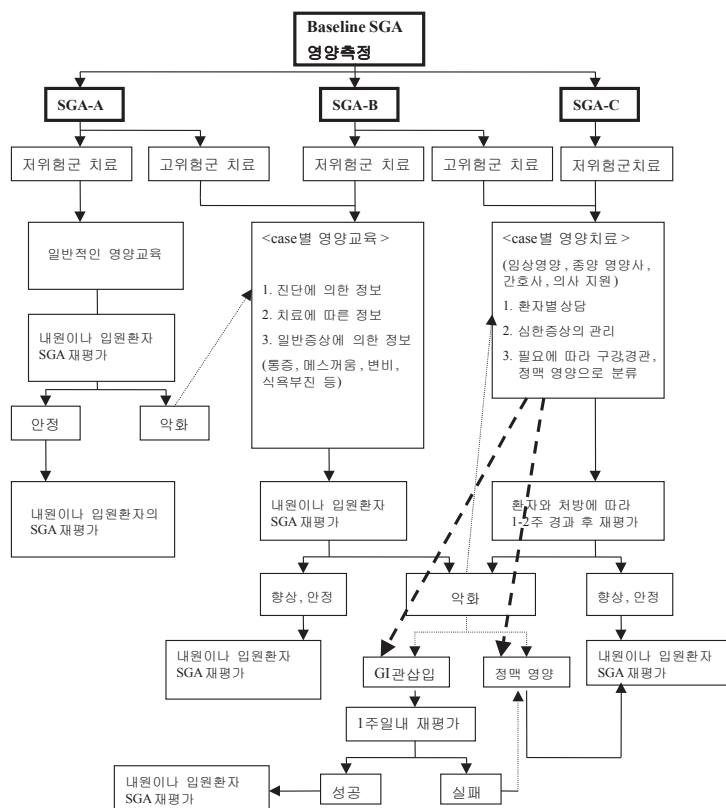 Baseline SGA
영양측정
SGA-A
SGA-B
SGA-C
저위험군 치료
고위험군 치료
저위험군 치료
고위험군 치료
저위험군치료
일반적인 영양교육
<case별 영양교육>
1. 진단에 의한 정보
2. 치료에 따른 정보
3. 일반증상에 의한 정보
(통증, 메스꺼움, 변비,
식욕부진 등)
<case별 영양치료>
(임상영양, 종양 영양사,
간호사, 의사 지원)
1. 환자별상담
2. 심한증상의 관리
3. 필요에 따라 구강,경관,
정맥 영양으로 분류
내원이나 입원환자
SGA 재평가
안정
악화
내원이나 입원환자의
SGA 재평가
내원이나 입원환자
SGA 재평가
환자와 처방에 따라
1-2주 경과 후 재평가
향상, 안정
악화
향상, 안정
내원이나 입원환자
SGA 재평가
GI관삽입
정맥 영양
내원이나 입원환자
SGA 재평가
1주일내 재평가
내원이나 입원환자
SGA 재평가
성공
실패